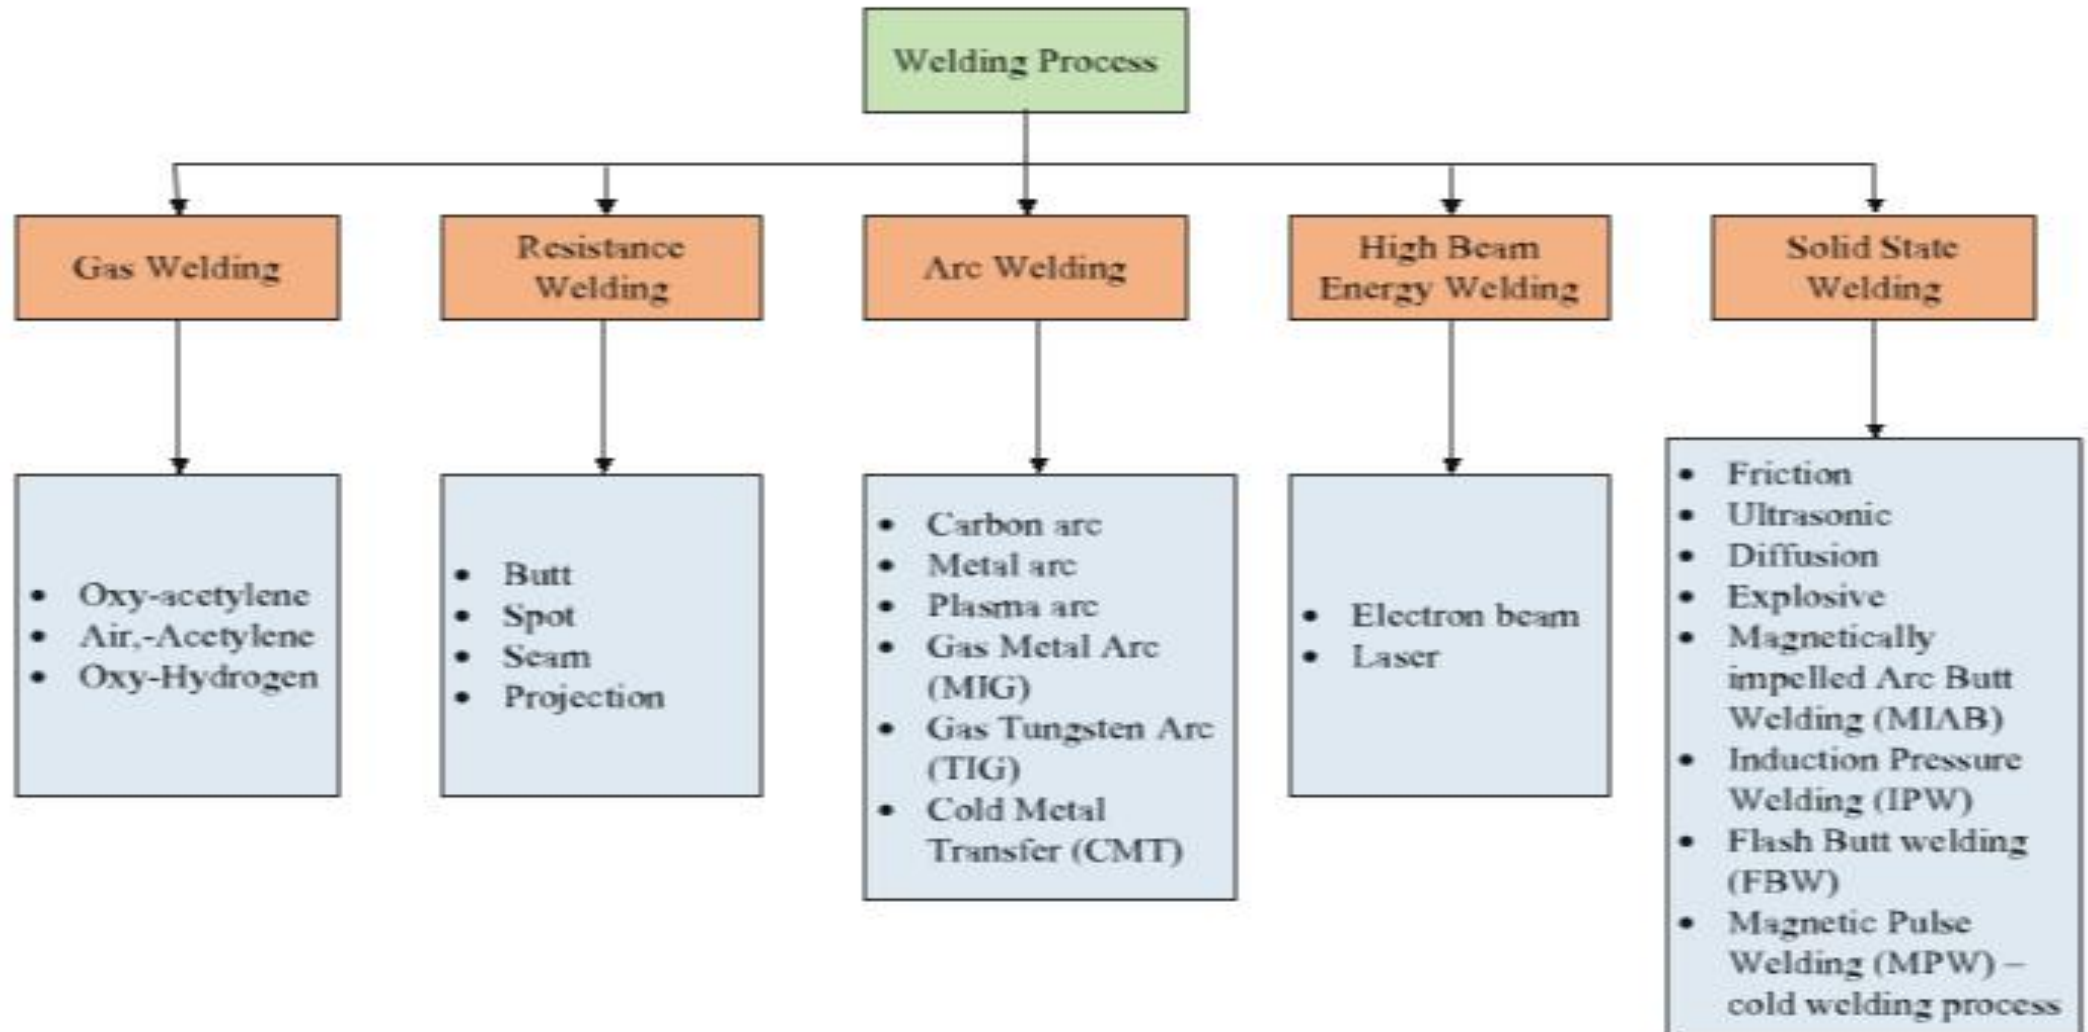 Welding Process
Gas Welding
Resistance
Welding
Arc Welding
High Beam
Energy Welding
Solid State
Welding
• Oxy-acetylene
• Air,-Acetylene
• Oxy-Hydrogen
• Butt
• Spot
• Seam
• Projection
• Carbon arc
• Metal arc
• Plasma arc
• Gas Metal Arc
(MIG)
• Gas Tungsten Arc
(TIG)
• Cold Metal
Transfer (CMT)
• Electron beam
• Laser
• Friction
• Ultrasonic
• Diffusion
• Explosive
• Magnetically
impelled Arc Butt
Welding (MIAB)
• Induction Pressure
Welding (IPW)
• Flash Butt welding
(FBW)
• Magnetic Pulse
Welding (MPW) –
cold welding process